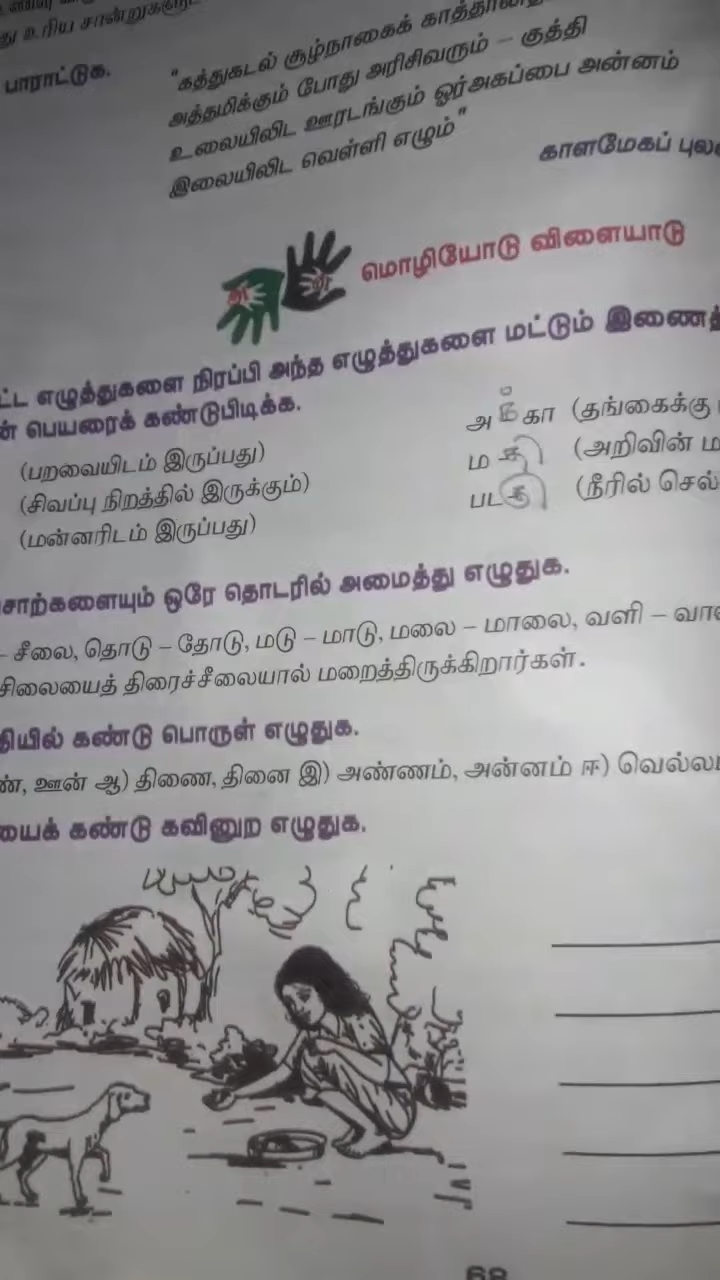 து உரிய சான்றுகளுட
பாராட்டுக.
"கத்துகடல் சூழ்நாகைக்
அத்தமிக்கும் போது அரிசிவரும் – குத்தி
உலையிலிட ஊரடங்கும் ஓர்அகப்பை அன்னம்
இலையிலிட வெள்ளி எழும்"
காளமேகப் புல
மொழியோடு விளையாடு
ட்ட எழுத்துகளை நிரப்பி அந்த எழுத்துகளை மட்டும் இணைத்
ன் பெயரைக் கண்டுபிடிக்க.
(பறவையிடம் இருப்பது)
அ க் கா (தங்கைக்கு
(சிவப்பு நிறத்தில் இருக்கும்)
ம தி (அறிவின் ம
(மன்னரிடம் இருப்பது)
பட கு (நீரில் செல்
சொற்களையும் ஒரே தொடரில் அமைத்து எழுதுக.
– சீலை, தொடு – தோடு, மடு – மாடு, மலை – மாலை, வளி – வா
சிலையைத் திரைச்சீலையால் மறைத்திருக்கிறார்கள்.
தியில் கண்டு பொருள் எழுதுக.
ண், ஊன் ஆ) திணை, தினை இ) அண்ணம், அன்னம் ஈ) வெல்ல
யைக் கண்டு கவினுற எழுதுக.
68